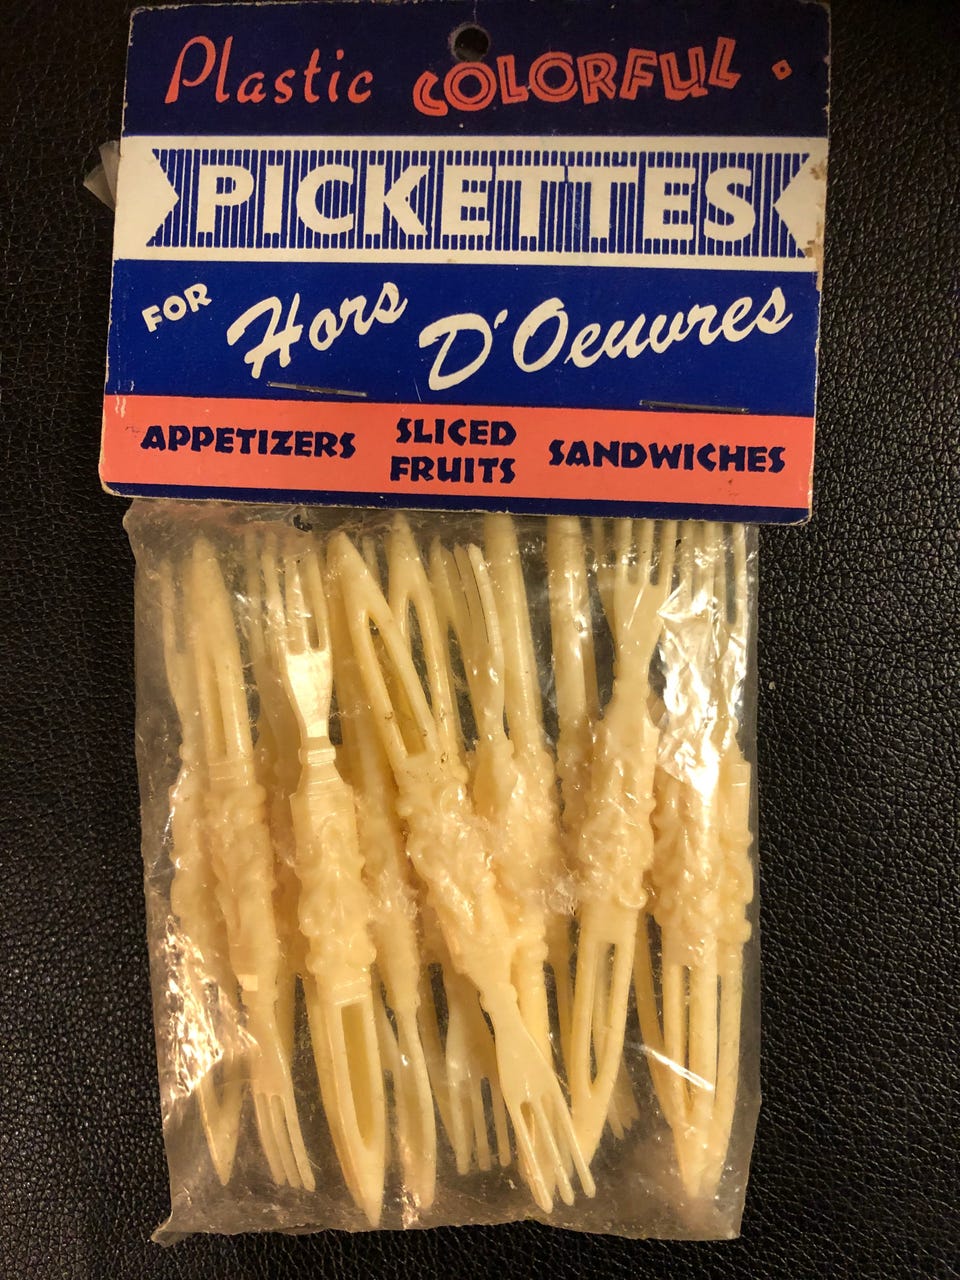 Plastic COLORFUL
PICKETTES
FOR Hors D'Oeuvres
APPETIZERS SLICED FRUITS SANDWICHES